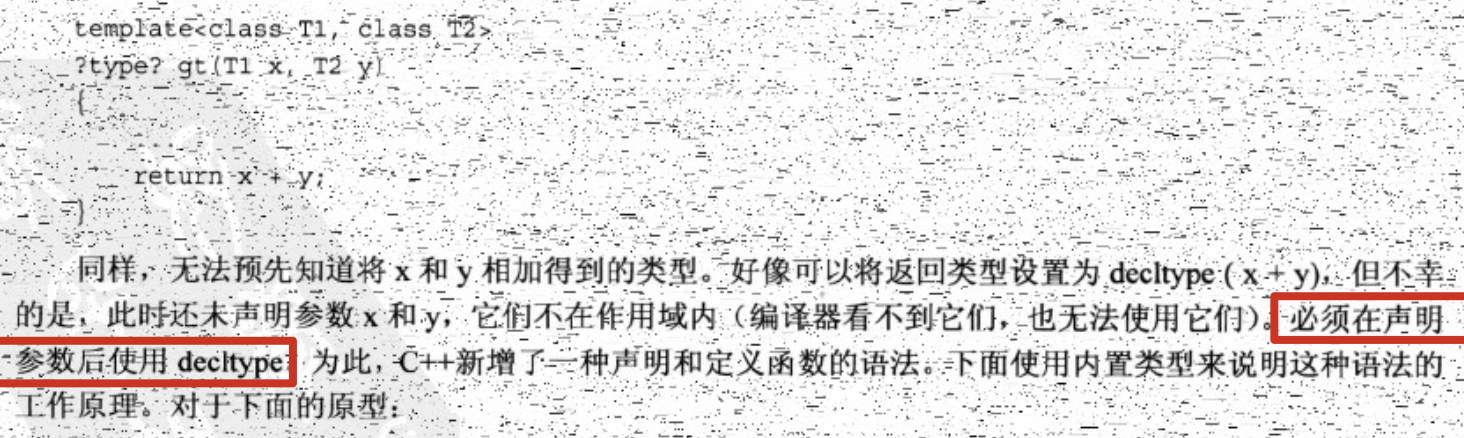 template<class T1, class T2>
?type? gt(T1 x, T2 y)
{
return x + y;
}
同样，无法预先知道将 x 和 y 相加得到的类型。好像可以将返回类型设置为 decltype ( x + y)，但不幸
的是，此时还未声明参数 x 和 y，它们不在作用域内（编译器看不到它们，也无法使用它们）。必须在声明
参数后使用 decltype。为此，C++新增了一种声明和定义函数的语法。下面使用内置类型来说明这种语法的
工作原理。对于下面的原型：